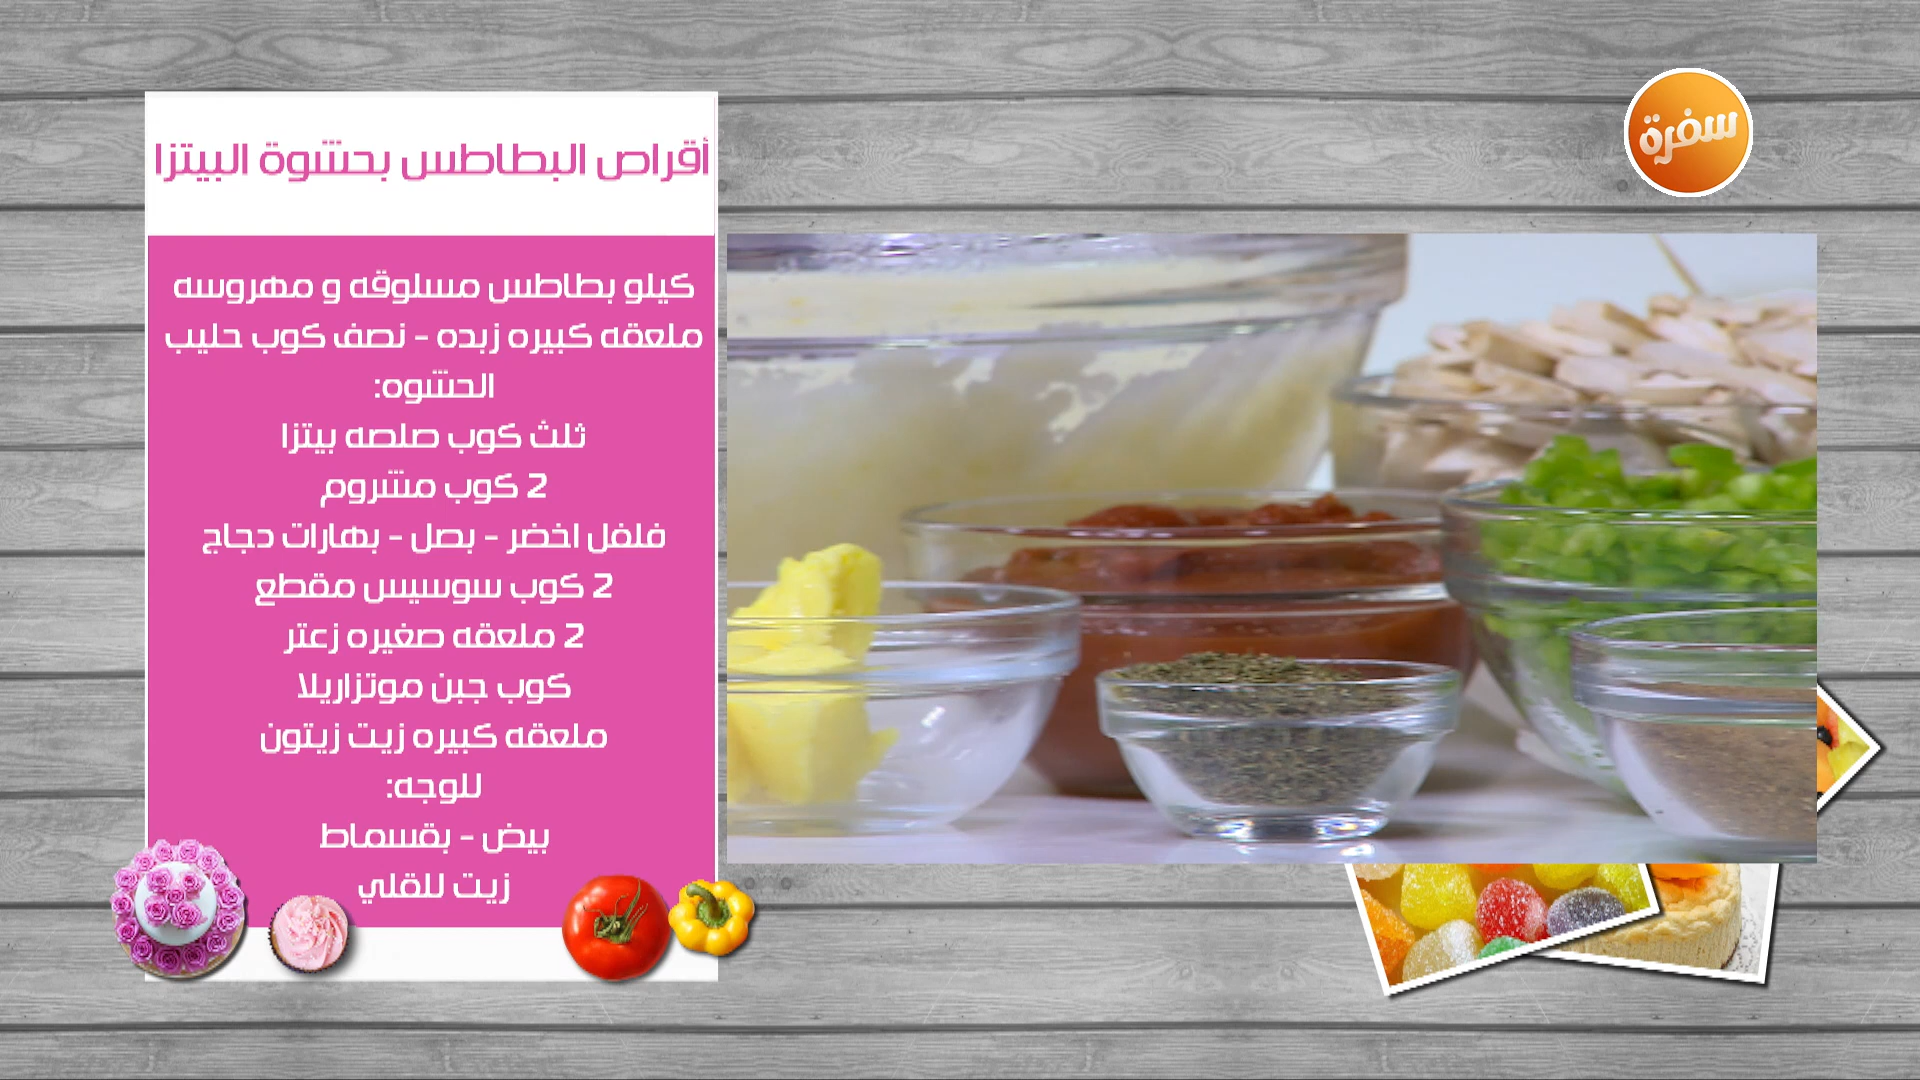 سفرة
أقراص البطاطس بحشوة البيتزا
كيلو بطاطس مسلوقه و مهروسه
ملعقه كبيره زبده - نصف كوب حليب
الحشوه:
ثلث كوب صلصه بيتزا
2 كوب مشروم
فلفل اخضر - بصل - بهارات دجاج
2 كوب سوسيس مقطع
2 ملعقه صغيره زعتر
كوب جبن موتزاريلا
ملعقه كبيره زيت زيتون
للوجه:
بيض - بقسماط
زيت للقلي